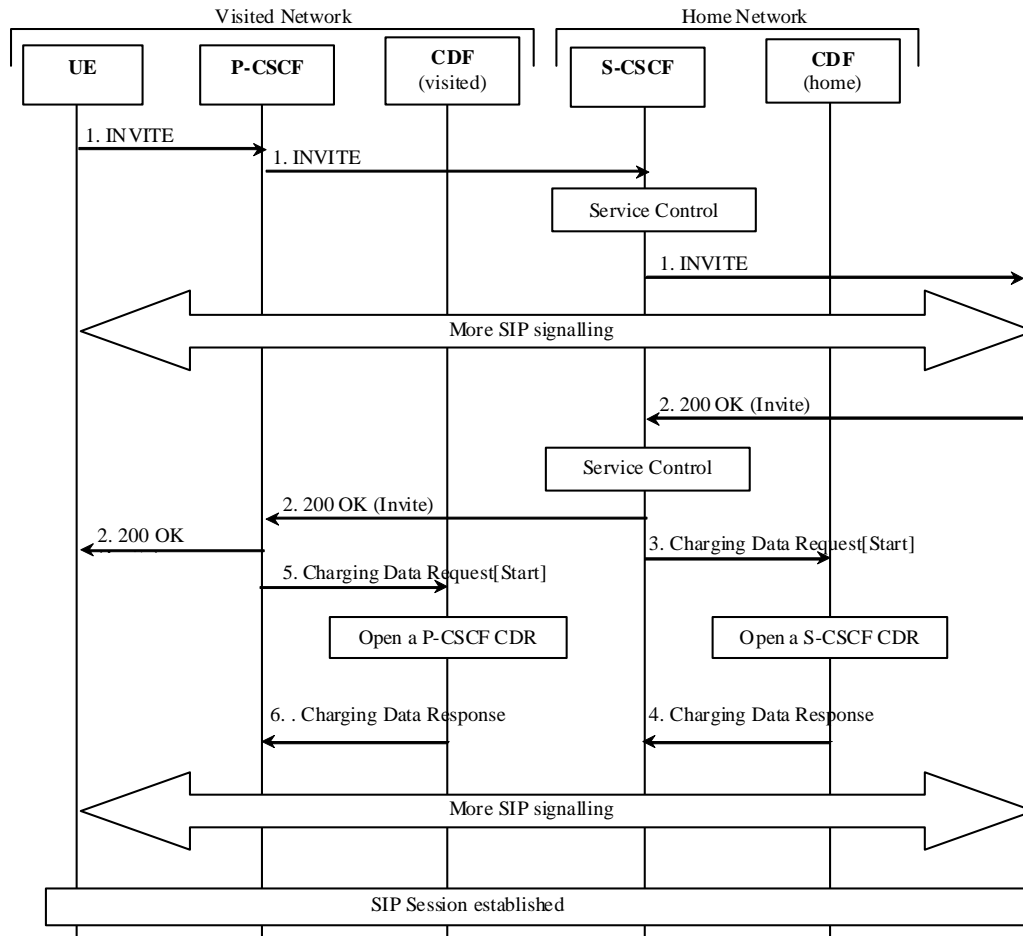 Visited Network
Home Network
UE
P-CSCF
CDF
(visited)
S-CSCF
CDF
(home)
1. INVITE
1. INVITE
Service Control
1. INVITE
More SIP signalling
2. 200 OK (Invite)
Service Control
2. 200 OK (Invite)
2. 200 OK
3. Charging Data Request[Start]
5. Charging Data Request[Start]
Open a P-CSCF CDR
Open a S-CSCF CDR
6. . Charging Data Response
4. Charging Data Response
More SIP signalling
SIP Session established